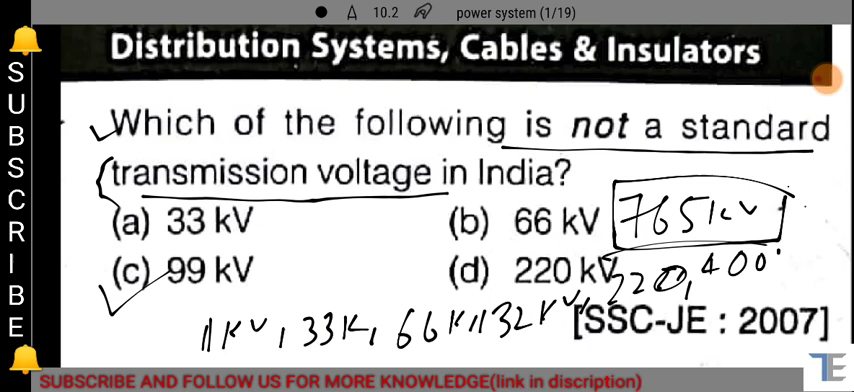 10.2 power system (1/19)
SUBSCRIBE
Distribution Systems, Cables & Insulators
Which of the following is not a standard
transmission voltage in India?
(a) 33 kV (b) 66 kV 765kV
(c) 99 kV (d) 220 kV, 220, 400
11kV, 33k, 66k, 132kV
[SSC-JE : 2007]
TE
SUBSCRIBE AND FOLLOW US FOR MORE KNOWLEDGE(link in discription)